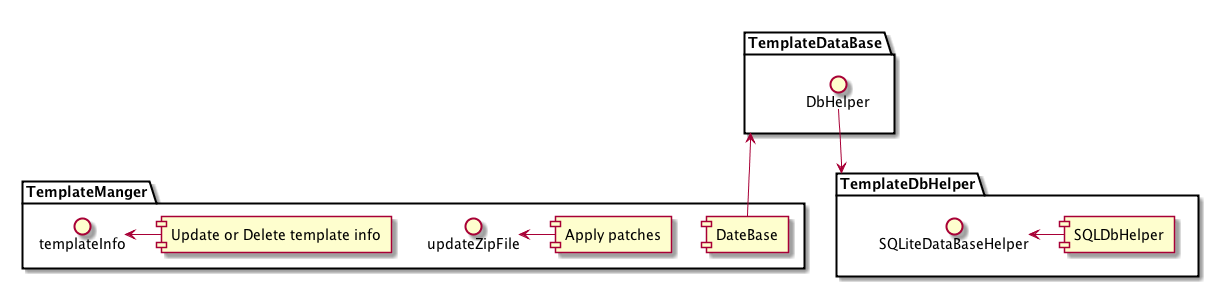 TemplateDataBase
DbHelper
TemplateManger
templateInfo
Update or Delete template info
updateZipFile
Apply patches
DateBase
TemplateDbHelper
SQLiteDataBaseHelper
SQLDbHelper